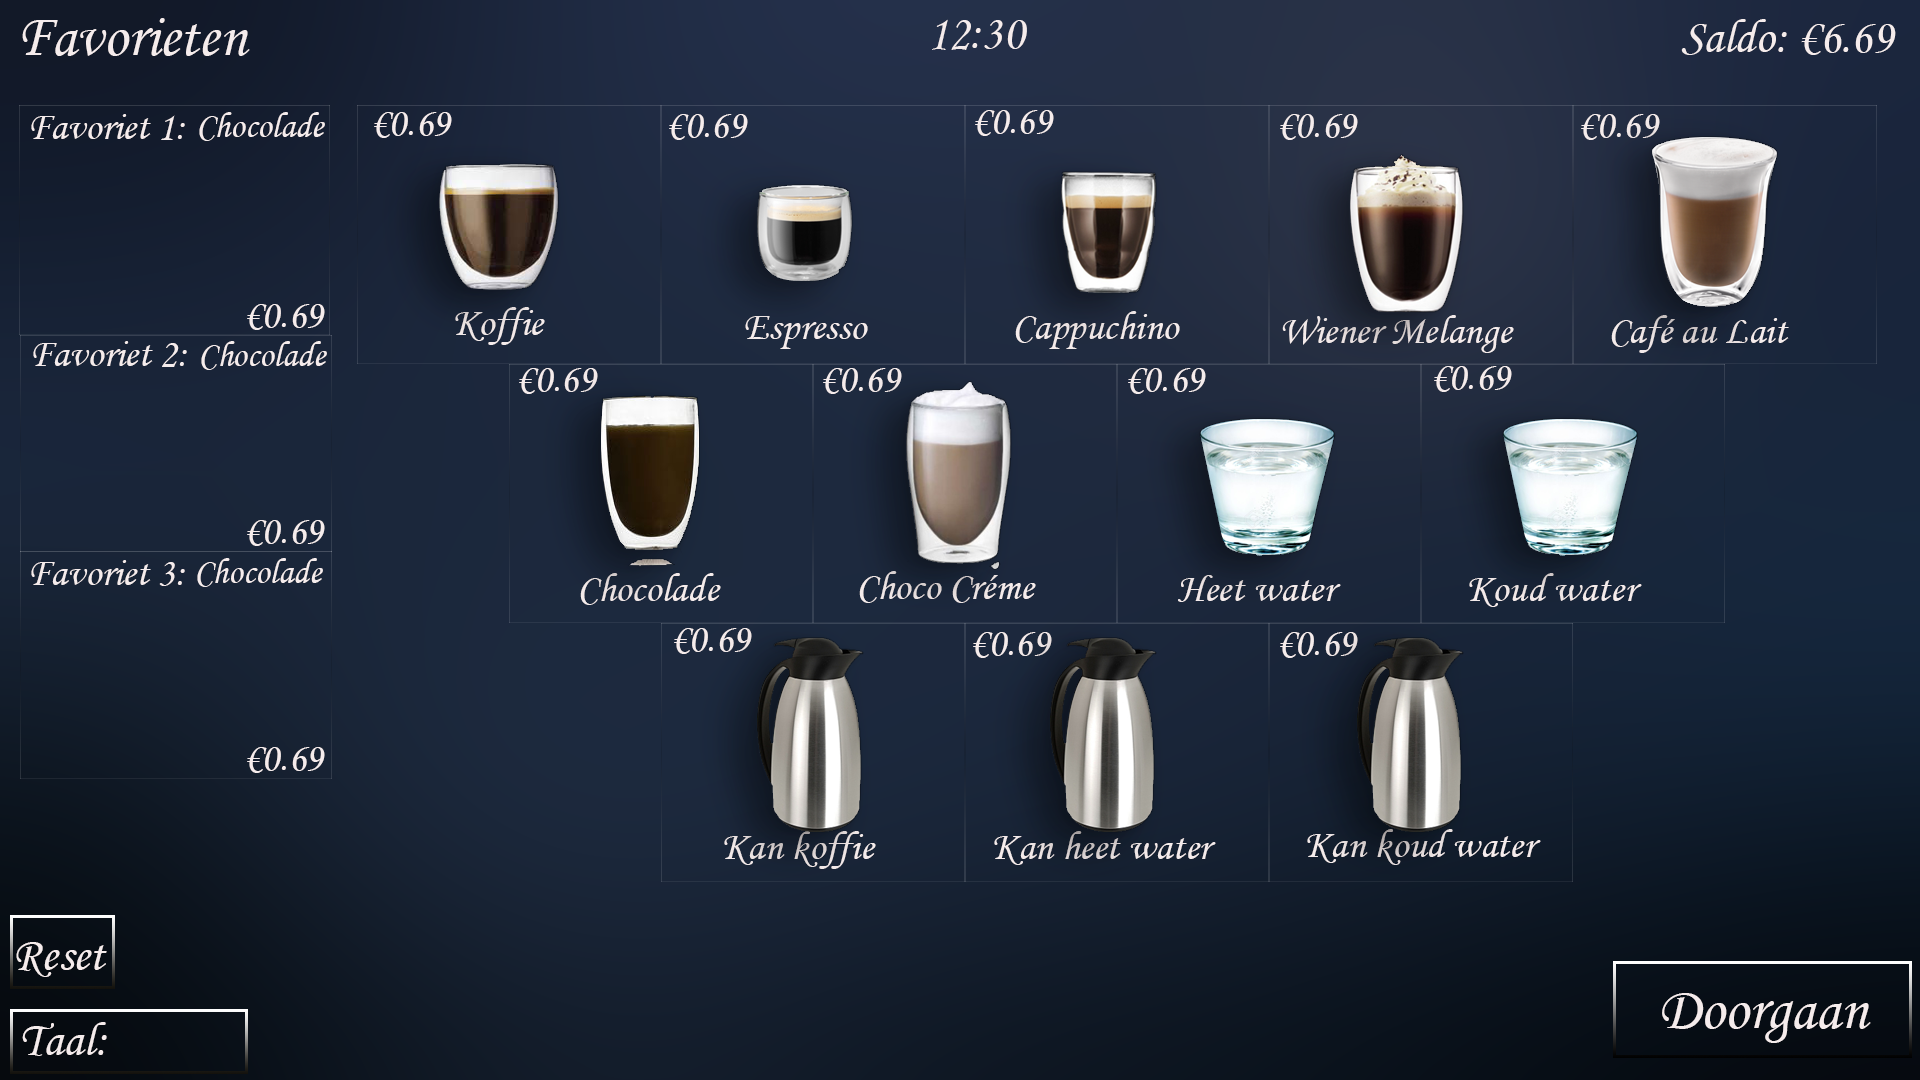 Favorieten
12:30
Saldo: €6.69
Favoriet 1: Chocolade
€0.69
Favoriet 2: Chocolade
€0.69
Favoriet 3: Chocolade
€0.69
€0.69
Koffie
€0.69
Espresso
€0.69
Cappuchino
€0.69
Wiener Melange
€0.69
Café au Lait
€0.69
Chocolade
€0.69
Choco Créme
€0.69
Heet water
€0.69
Koud water
€0.69
Kan koffie
€0.69
Kan heet water
€0.69
Kan koud water
Reset
Taal:
Doorgaan